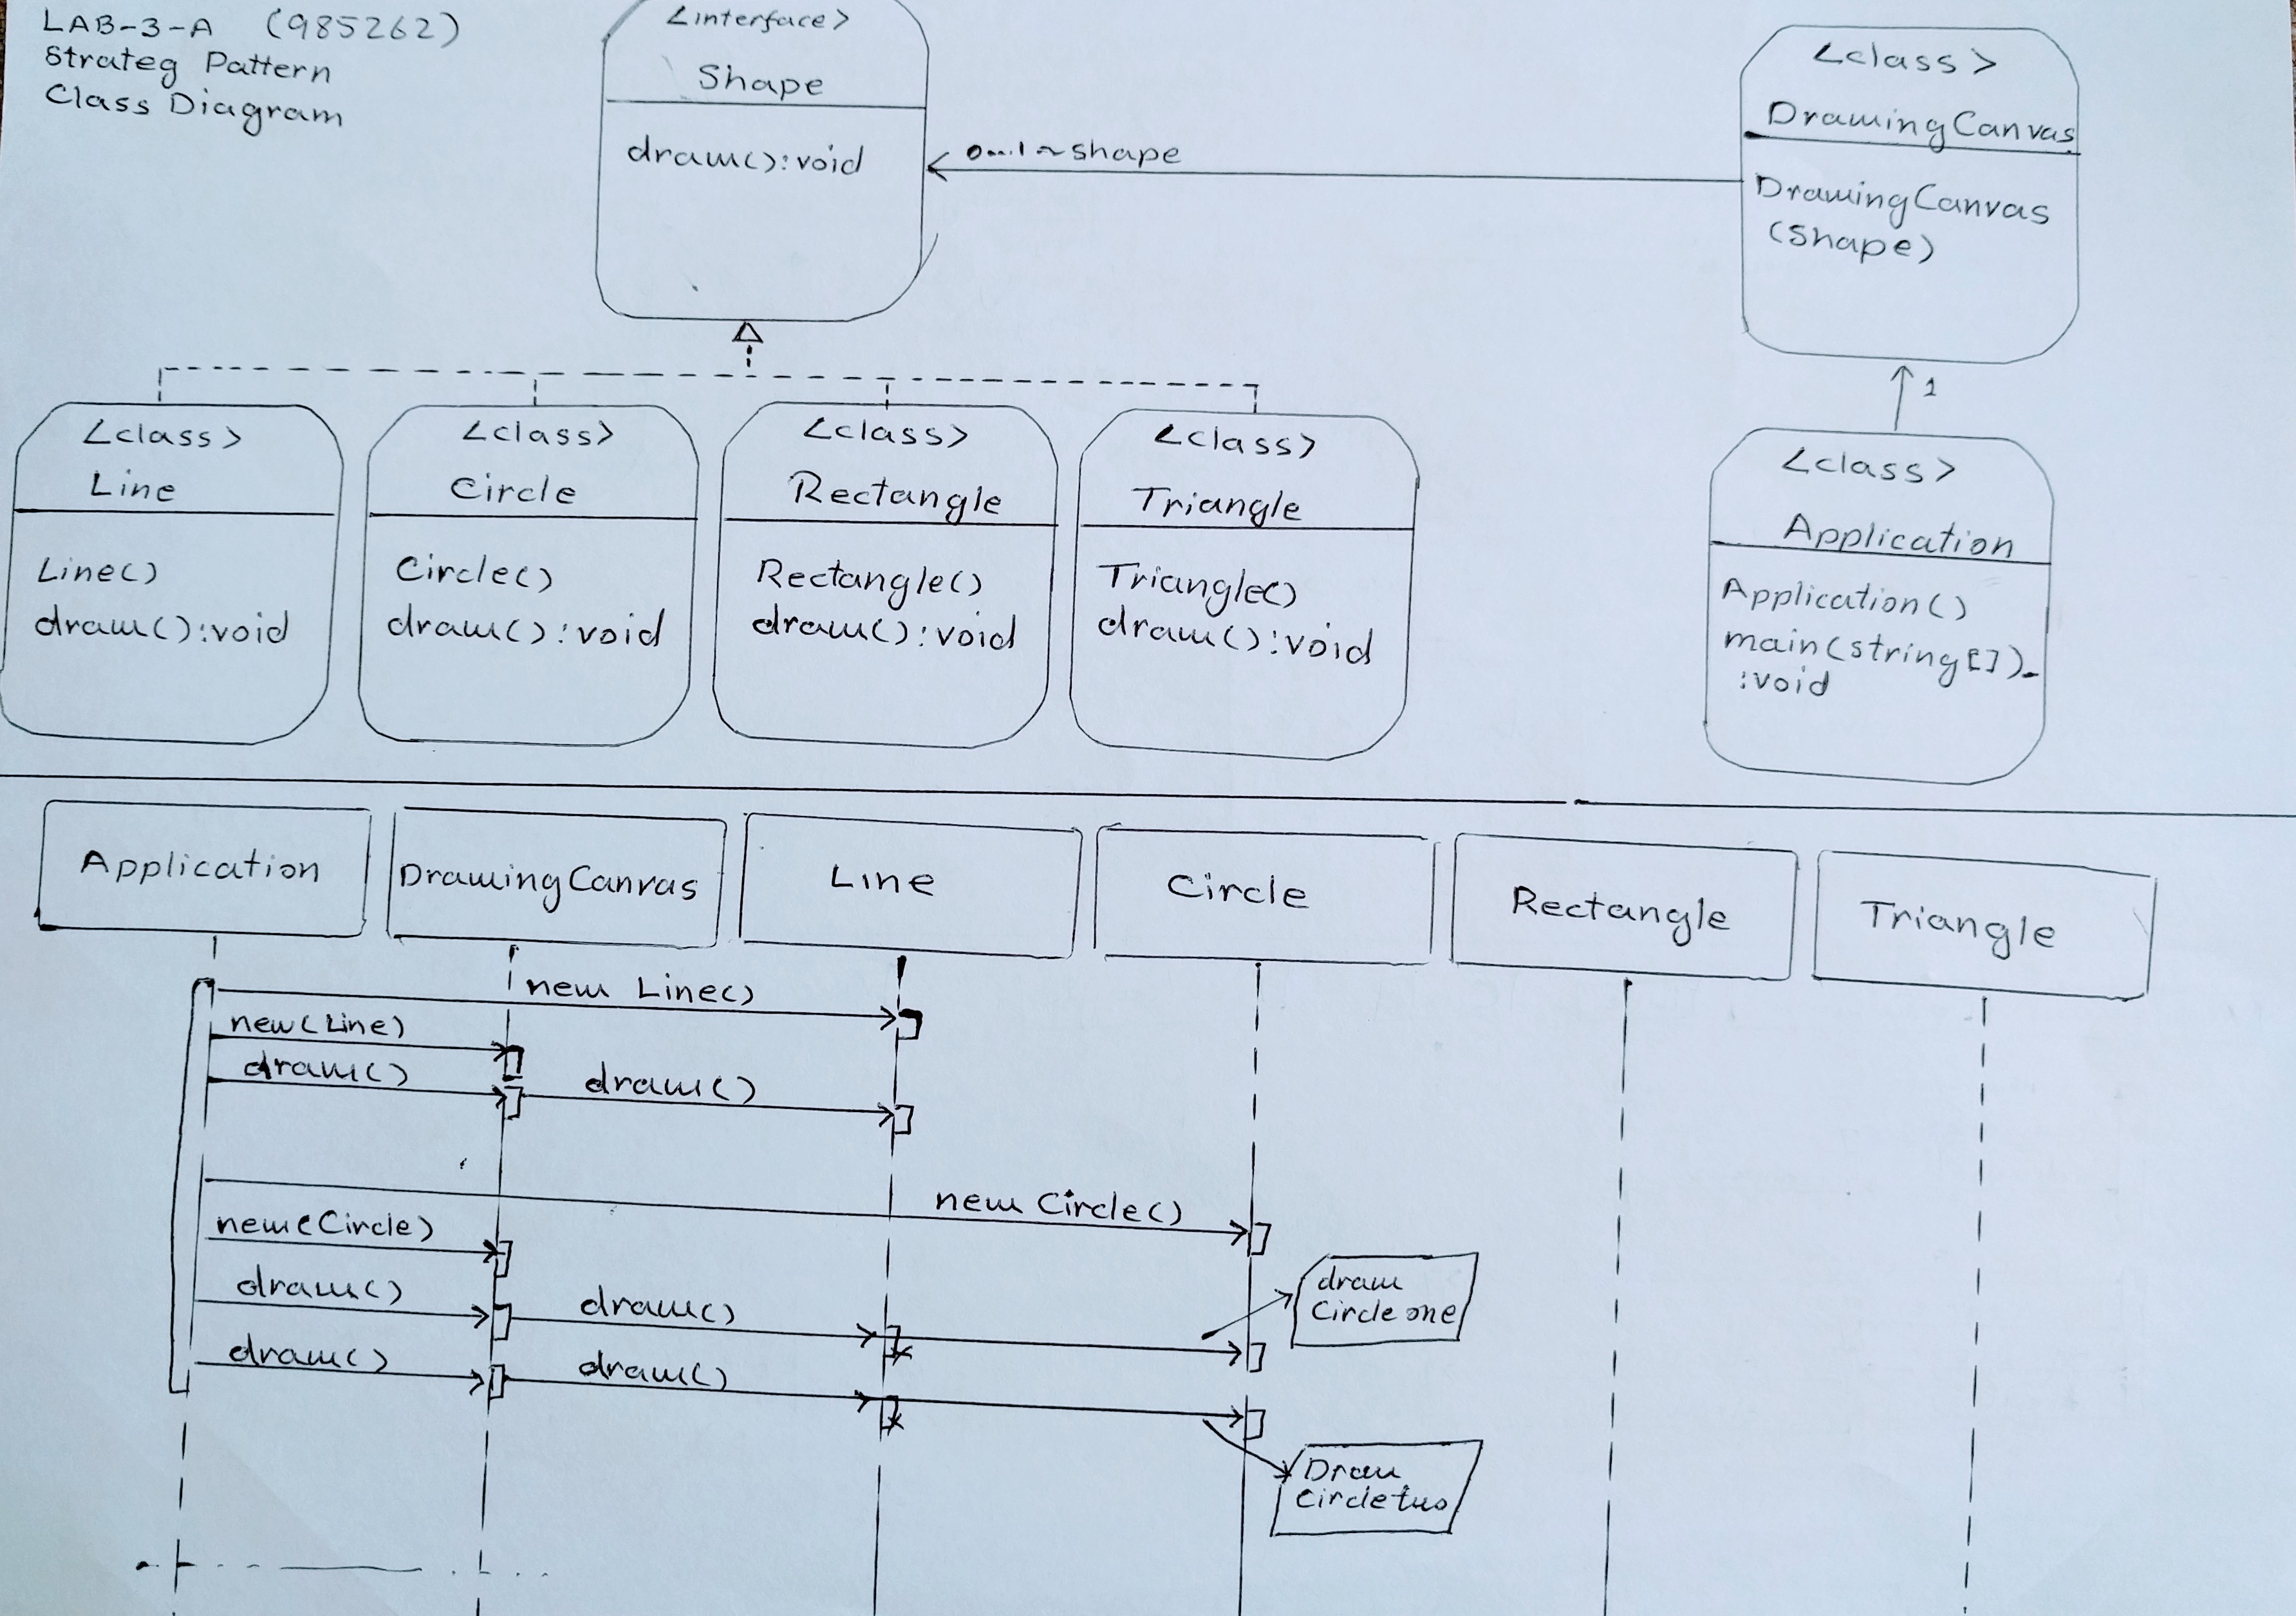 LAB-3-A (985262)
Strateg Pattern
Class Diagram
<interface>
Shape
draw():void
<class>
DrawingCanvas
DrawingCanvas
(Shape)
0..1 ~shape
1
<class>
Line
Line()
draw():void
<class>
Circle
Circle()
draw():void
<class>
Rectangle
Rectangle()
draw():void
<class>
Triangle
Triangle()
draw():void
<class>
Application
Application()
main(string[])
:void
Application
DrawingCanvas
Line
Circle
Rectangle
Triangle
new Line()
new(Line)
draw()
draw()
new Circle()
new(Circle)
draw()
draw()
draw
Circle one
draw()
draw()
Draw
Circle two